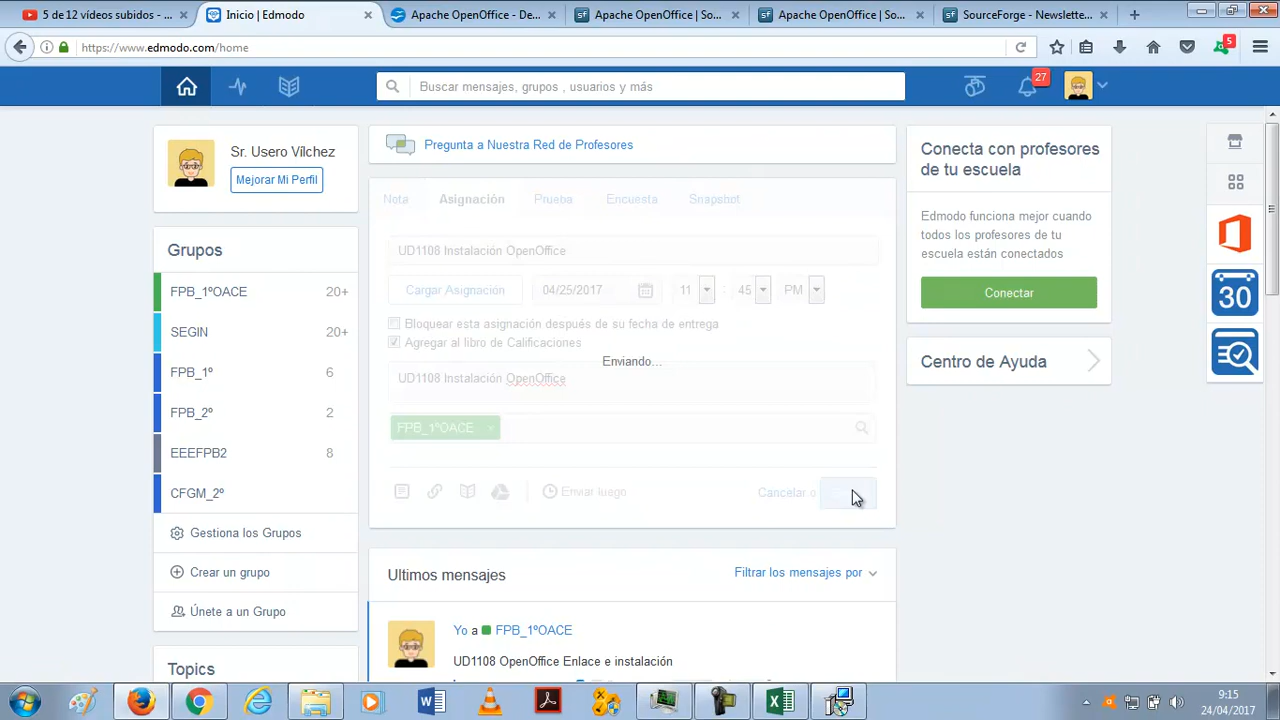 5 de 12 vídeos subidos -
Inicio | Edmodo
Apache OpenOffice - De...
Apache OpenOffice | So...
Apache OpenOffice | So...
SourceForge - Newslette...
https://www.edmodo.com/home
5
Buscar mensajes, grupos , usuarios y más
27
Sr. Usero Vílchez
Mejorar Mi Perfil
Pregunta a Nuestra Red de Profesores
Conecta con profesores
de tu escuela
Nota
Asignación
Prueba
Encuesta
Snapshot
Edmodo funciona mejor cuando
todos los profesores de tu
escuela están conectados
Conectar
Grupos
FPB_1ºOACE 20+
SEGIN 20+
FPB_1º 6
FPB_2º 2
EEEFPB2 8
CFGM_2º
Gestiona los Grupos
Crear un grupo
Únete a un Grupo
Topics
UD1108 Instalación OpenOffice
Cargar Asignación
04/25/2017
11 : 45 PM
Bloquear esta asignación después de su fecha de entrega
Agregar al libro de Calificaciones
Enviando...
UD1108 Instalación OpenOffice
FPB_1ºOACE
Enviar luego
Cancelar o
Centro de Ayuda
30
Ultimos mensajes
Filtrar los mensajes por
Yo a FPB_1ºOACE
UD1108 OpenOffice Enlace e instalación
9:15
24/04/2017